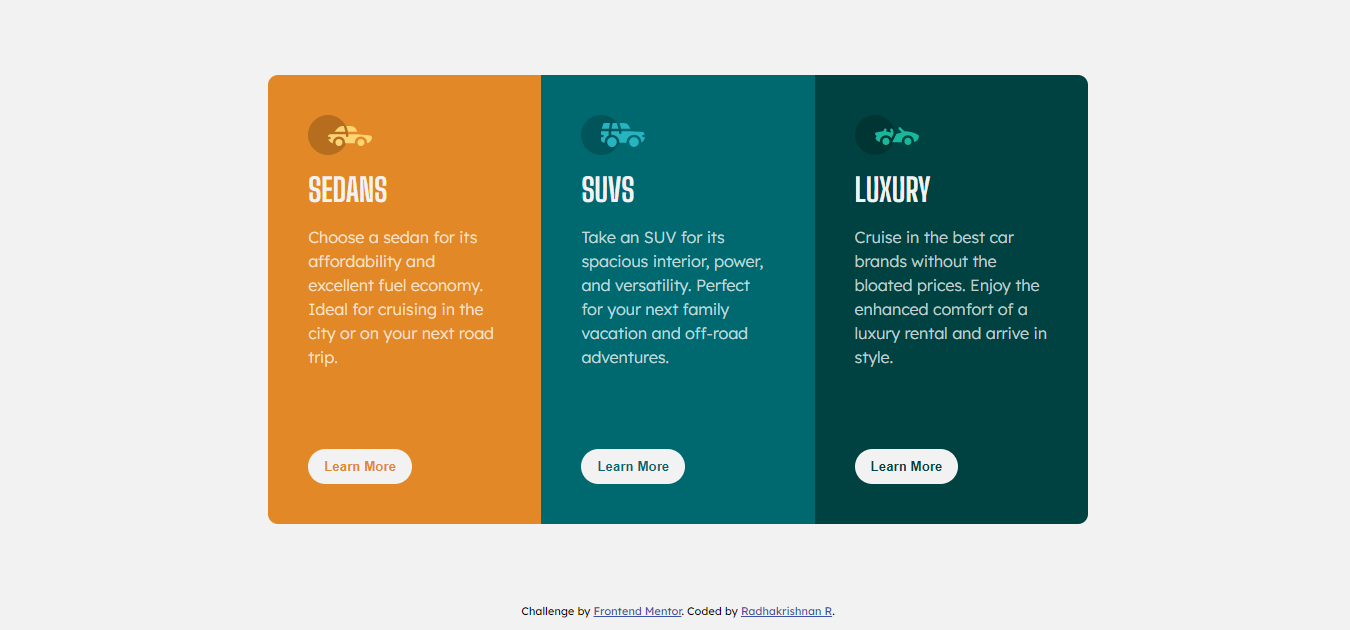 SEDANS
Choose a sedan for its
affordability and
excellent fuel economy.
Ideal for cruising in the
city or on your next road
trip.
Learn More
SUVS
Take an SUV for its
spacious interior, power,
and versatility. Perfect
for your next family
vacation and off-road
adventures.
Learn More
LUXURY
Cruise in the best car
brands without the
bloated prices. Enjoy the
enhanced comfort of a
luxury rental and arrive in
style.
Learn More
Challenge by Frontend Mentor. Coded by Radhakrishnan R.